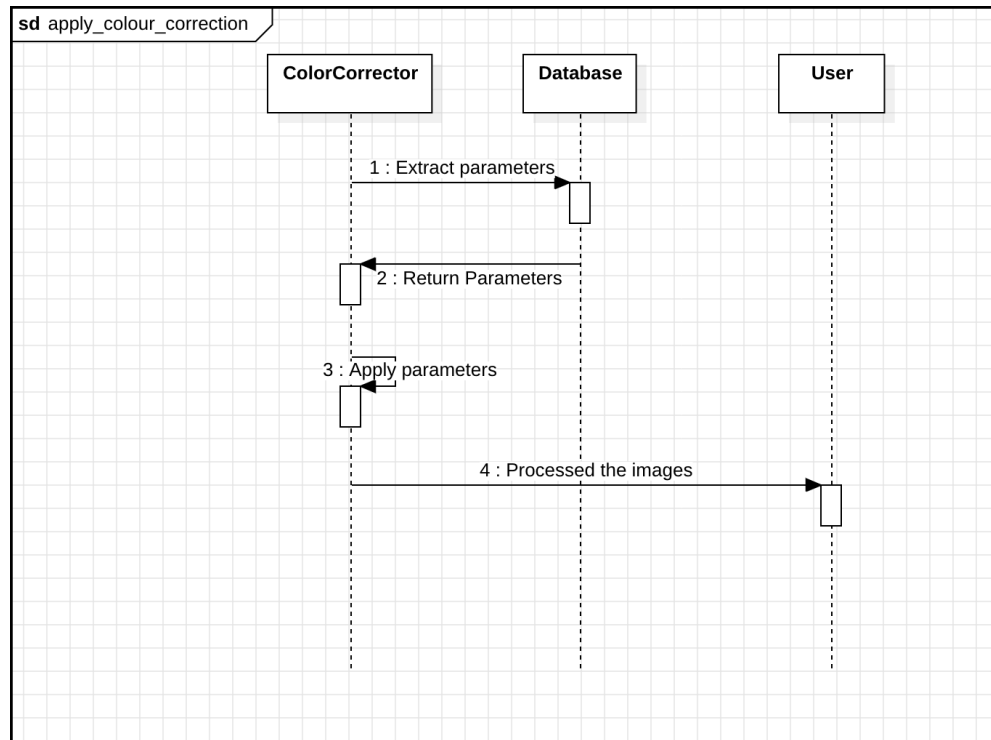 sd apply_colour_correction
ColorCorrector
Database
User
1 : Extract parameters
2 : Return Parameters
3 : Apply parameters
4 : Processed the images